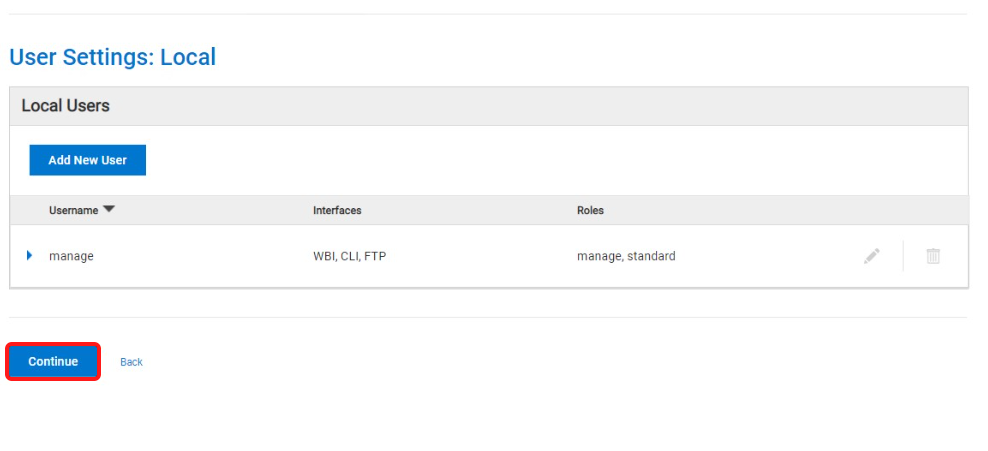 User Settings: Local
Local Users
Add New User
Username Interfaces Roles
manage WBI, CLI, FTP manage, standard
Continue Back